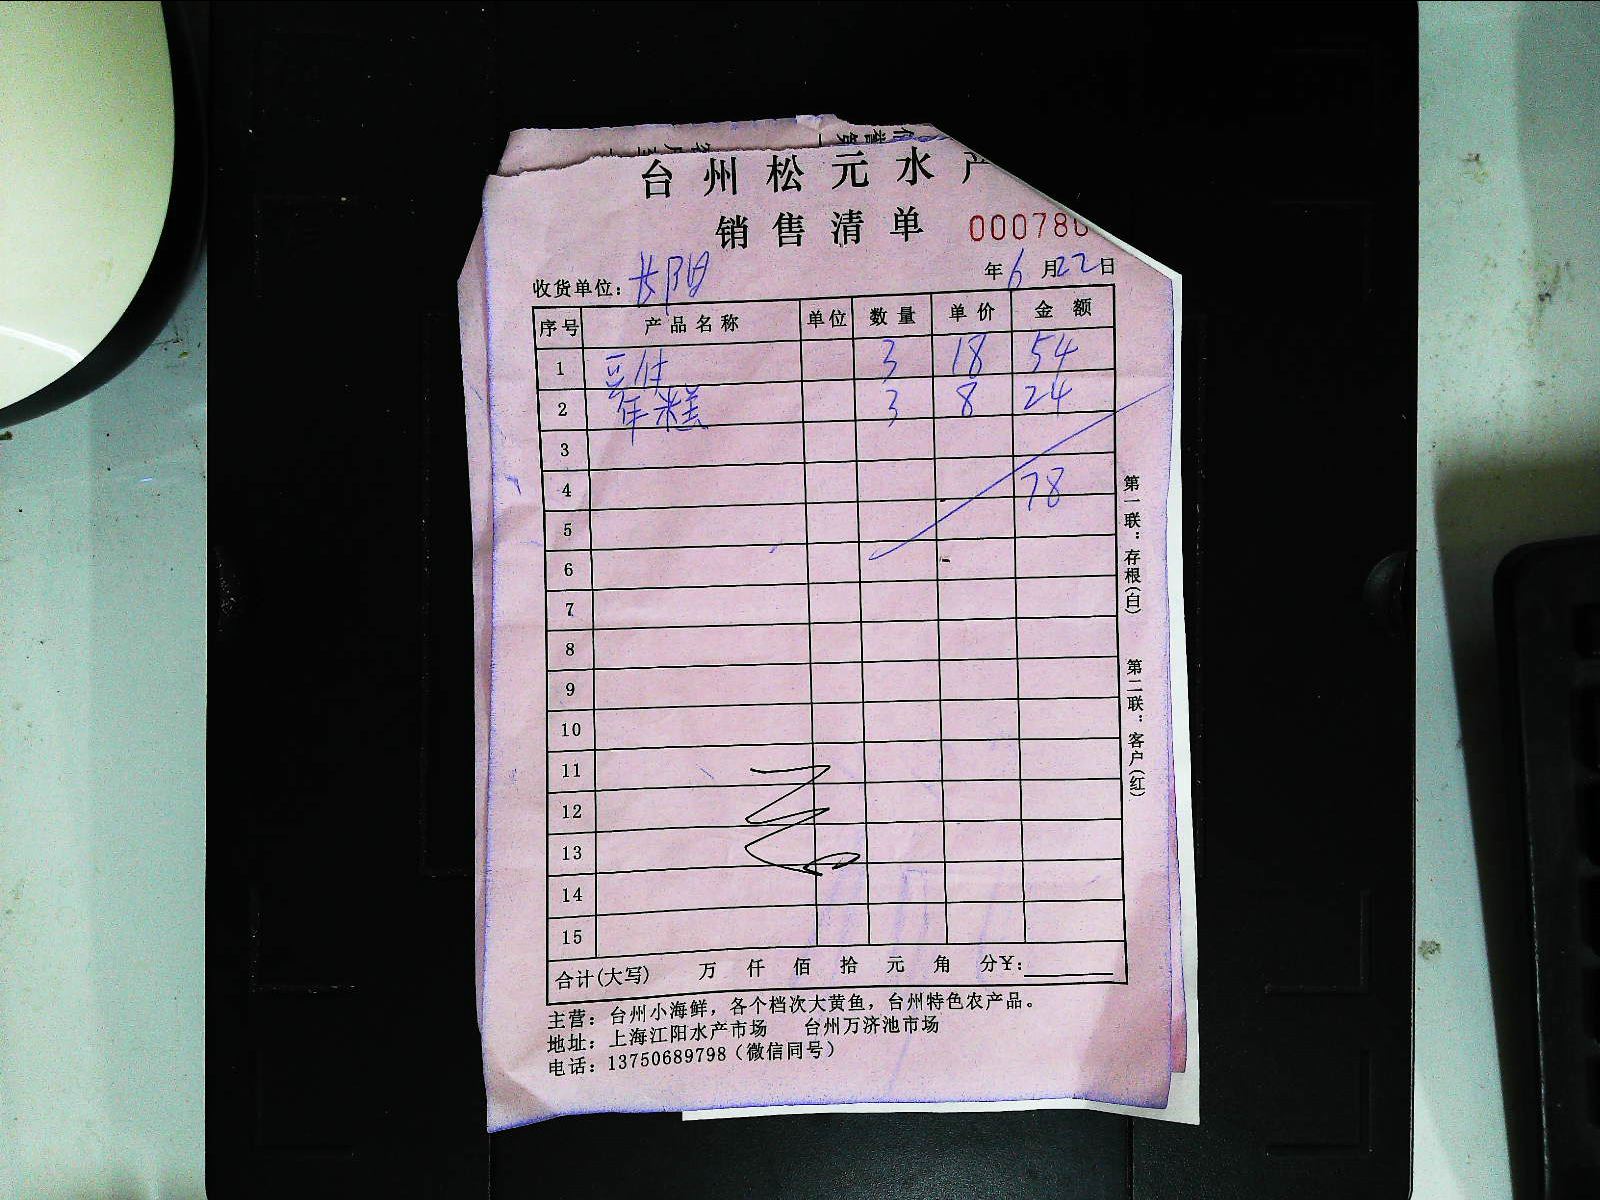 台州松元水产
销售清单 000780
收货单位：长阳 年6月22日
序号 产品名称 单位 数量 单价 金额
1 豆付 3 18 54
2 年糕 3 8 24
3
4 78
5
6
7
8
9
10
11
12
13
14
15
合计(大写) 万 仟 佰 拾 元 角 分¥:
主营：台州小海鲜，各个档次大黄鱼，台州特色农产品。
地址：上海江阳水产市场 台州万济池市场
电话：13750689798（微信同号）
第一联：存根(白) 第二联：客户(红)